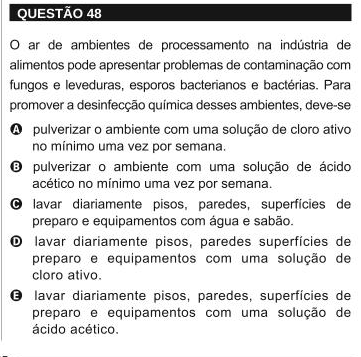 QUESTÃO 48
O ar de ambientes de processamento na indústria de
alimentos pode apresentar problemas de contaminação com
fungos e leveduras, esporos bacterianos e bactérias. Para
promover a desinfecção química desses ambientes, deve-se
A pulverizar o ambiente com uma solução de cloro ativo
no mínimo uma vez por semana.
B pulverizar o ambiente com uma solução de ácido
acético no mínimo uma vez por semana.
C lavar diariamente pisos, paredes, superfícies de
preparo e equipamentos com água e sabão.
D lavar diariamente pisos, paredes superfícies de
preparo e equipamentos com uma solução de
cloro ativo.
E lavar diariamente pisos, paredes, superfícies de
preparo e equipamentos com uma solução de
ácido acético.